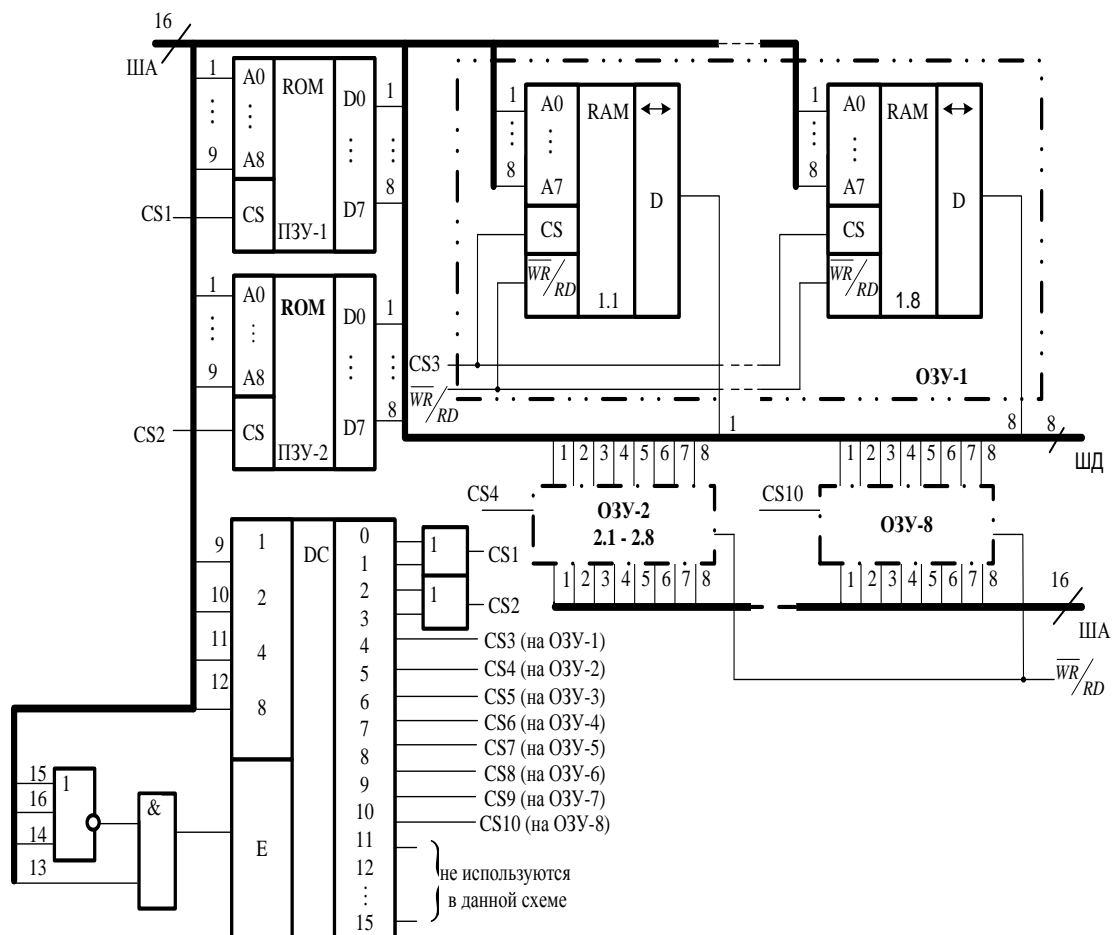 16
ША
1
A0
ROM
D0
1
9
A8
8
CS1
CS
ПЗУ-1
D7
1
A0
ROM
D0
1
9
A8
8
CS2
CS
ПЗУ-2
D7
1
A0
RAM
↔
8
A7
D
CS
WR/RD
1.1
1
A0
RAM
↔
8
A7
D
CS
WR/RD
1.8
CS3
WR/RD
ОЗУ-1
1
8
8
ШД
1 2 3 4 5 6 7 8
1 2 3 4 5 6 7 8
CS4
ОЗУ-2
2.1 - 2.8
CS10
ОЗУ-8
1 2 3 4 5 6 7 8
1 2 3 4 5 6 7 8
16
ША
WR/RD
9
1
DC
0
1
CS1
10
2
1
2
1
CS2
11
4
3
12
8
4
CS3 (на ОЗУ-1)
5
CS4 (на ОЗУ-2)
6
CS5 (на ОЗУ-3)
7
CS6 (на ОЗУ-4)
8
CS7 (на ОЗУ-5)
9
CS8 (на ОЗУ-6)
10
CS9 (на ОЗУ-7)
CS10 (на ОЗУ-8)
11
12
15
не используются
в данной схеме
15
1
16
14
13
&
E